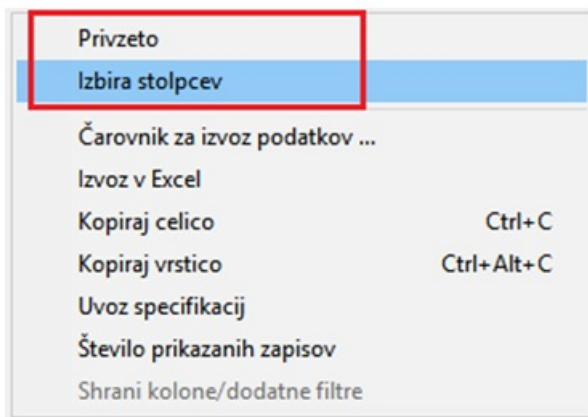 Privzeto
Izbira stolpcev
Čarovnik za izvoz podatkov ...
Izvoz v Excel
Kopiraj celico Ctrl+C
Kopiraj vrstico Ctrl+Alt+C
Uvoz specifikacij
Število prikazanih zapisov
Shrani kolone/dodatne filtre